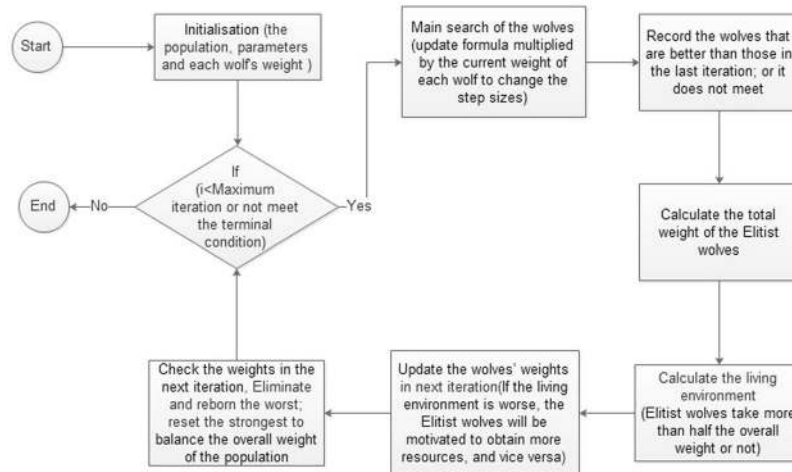 Start
Initialisation (the
population, parameters
and each wolf's weight )
Main search of the wolves
(update formula multiplied
by the current weight of
each wolf to change the
step sizes)
Record the wolves that
are better than those in
the last iteration; or it
does not meet
If
(i<Maximum
iteration or not meet
the terminal
condition)
Yes
No
End
Calculate the total
weight of the Elitist
wolves
Calculate the living
environment
(Elitist wolves take more
than half the overall
weight or not)
Update the wolves' weights
in next iteration(If the living
environment is worse, the
Elitist wolves will be
motivated to obtain more
resources, and vice versa)
Check the weights in the
next iteration, Eliminate
and reborn the worst;
reset the strongest to
balance the overall weight
of the population